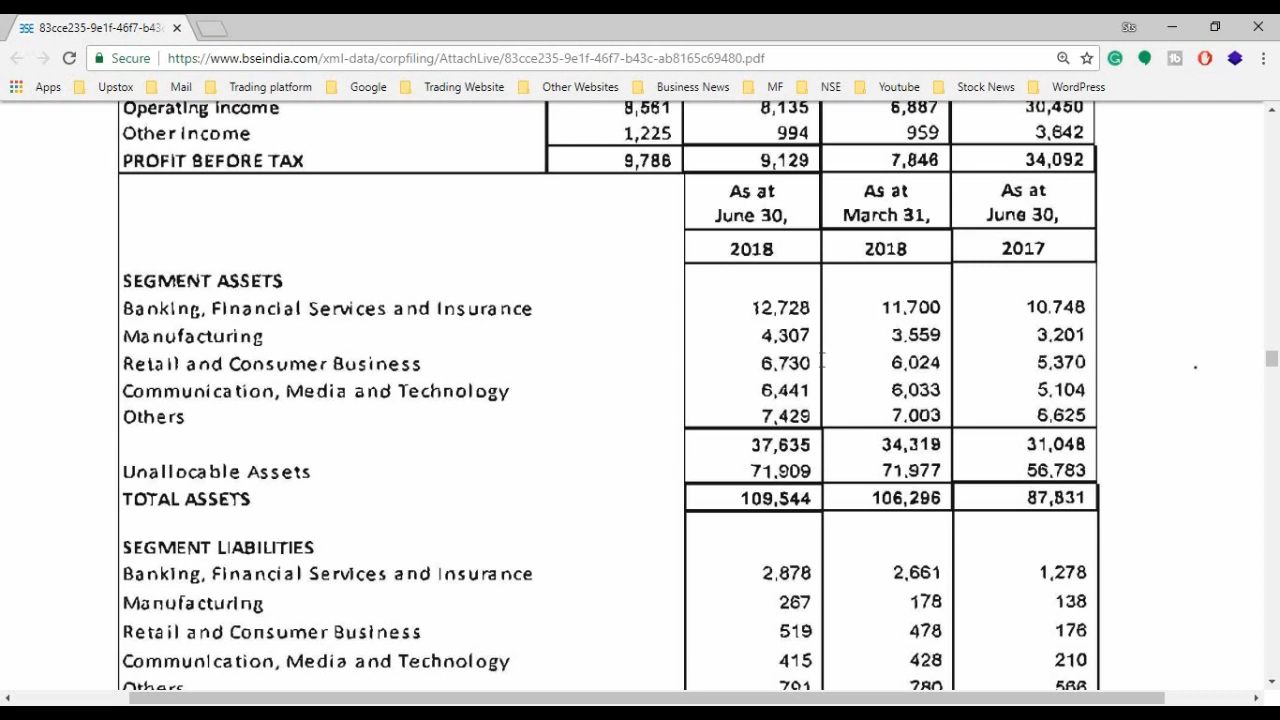 83cce235-9e1f-46f7-b43c
Sts
Secure https://www.bseindia.com/xml-data/corpfiling/AttachLive/83cce235-9e1f-46f7-b43c-ab8165c69480.pdf
Apps Upstox Mail Trading platform Google Trading Website Other Websites Business News MF NSE Youtube Stock News WordPress
Operating income 8,561 8,135 6,887 30,450
Other income 1,225 994 959 3,642
PROFIT BEFORE TAX 9,786 9,129 7,846 34,092
As at As at As at
June 30, March 31, June 30,
2018 2018 2017
SEGMENT ASSETS
Banking, Financial Services and Insurance 12,728 11,700 10,748
Manufacturing 4,307 3,559 3,201
Retail and Consumer Business 6,730 6,024 5,370
Communication, Media and Technology 6,441 6,033 5,104
Others 7,429 7,003 6,625
37,635 34,319 31,048
Unallocable Assets 71,909 71,977 56,783
TOTAL ASSETS 109,544 106,296 87,831
SEGMENT LIABILITIES
Banking, Financial Services and Insurance 2,878 2,661 1,278
Manufacturing 267 178 138
Retail and Consumer Business 519 478 176
Communication, Media and Technology 415 428 210
Others 791 780 566